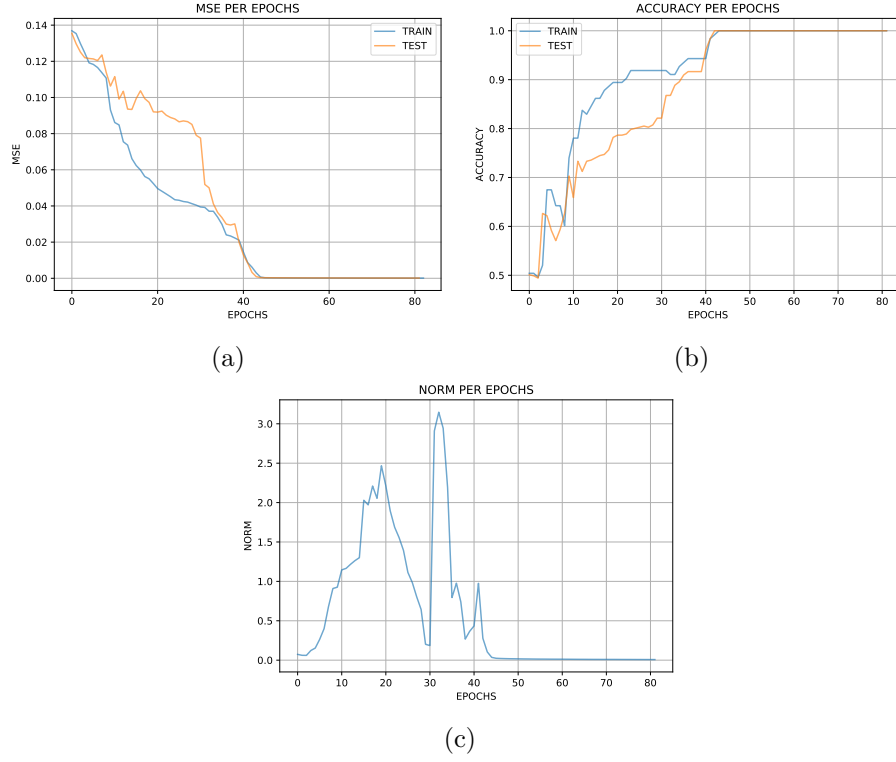 MSE PER EPOCHS
0.14
0.12
0.10
0.08
0.06
0.04
0.02
0.00
MSE
0
20
40
60
80
EPOCHS
TRAIN
TEST
(a)
ACCURACY PER EPOCHS
1.0
0.9
0.8
0.7
0.6
0.5
ACCURACY
0
10
20
30
40
50
60
70
80
EPOCHS
TRAIN
TEST
(b)
NORM PER EPOCHS
3.0
2.5
2.0
1.5
1.0
0.5
0.0
NORM
0
10
20
30
40
50
60
70
80
EPOCHS
(c)